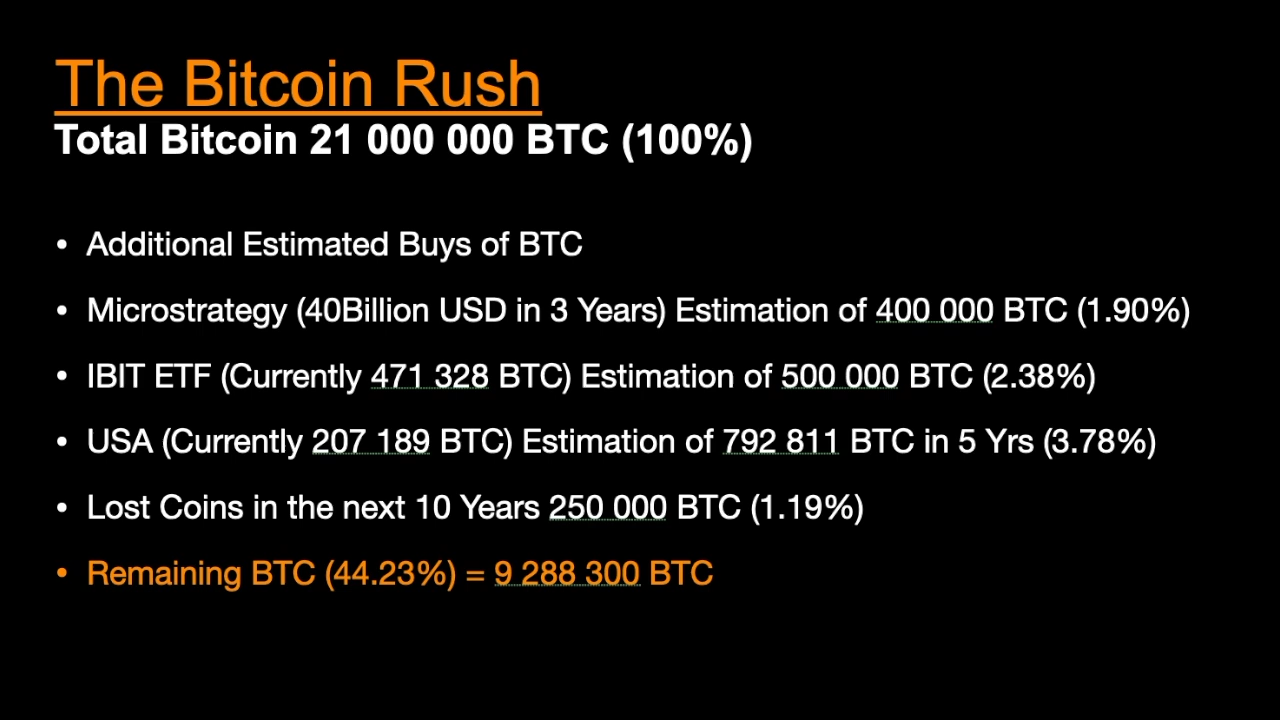 The Bitcoin Rush
Total Bitcoin 21 000 000 BTC (100%)
• Additional Estimated Buys of BTC
• Microstrategy (40Billion USD in 3 Years) Estimation of 400 000 BTC (1.90%)
• IBIT ETF (Currently 471 328 BTC) Estimation of 500 000 BTC (2.38%)
• USA (Currently 207 189 BTC) Estimation of 792 811 BTC in 5 Yrs (3.78%)
• Lost Coins in the next 10 Years 250 000 BTC (1.19%)
• Remaining BTC (44.23%) = 9 288 300 BTC